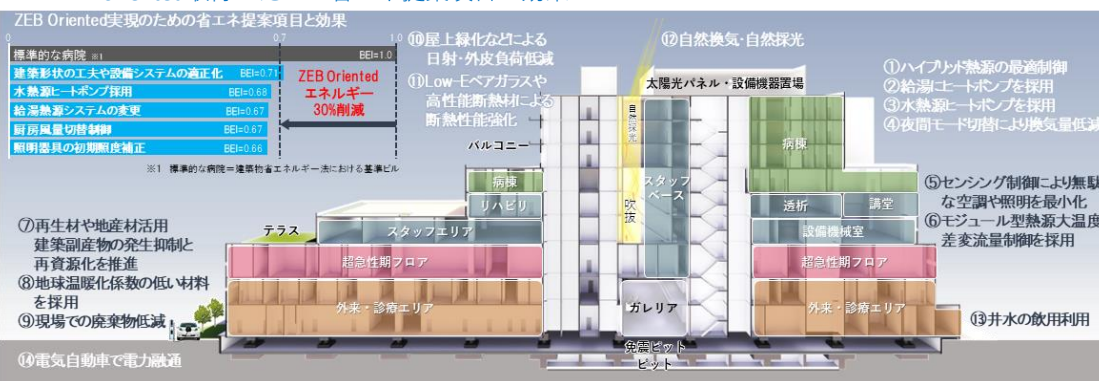 ZEB Oriented実現のための省エネ提案項目と効果
0 0.7 1.0
標準的な病院 ※1 BEI=1.0
建築形状の工夫や設備システムの適正化 BEI=0.71
水熱源ヒートポンプ採用 BEI=0.68
給湯熱源システムの変更 BEI=0.67
厨房風量切替制御 BEI=0.67
照明器具の初期照度補正 BEI=0.66
ZEB Oriented
エネルギー
30%削減
※1 標準的な病院=建築物省エネルギー法における基準ビル
⑩屋上緑化などによる
日射・外皮負荷低減
⑪Low-Eペアガラスや
高性能断熱材による
断熱性能強化
⑫自然換気・自然採光
太陽光パネル・設備機器置場
①ハイブリッド熱源の最適制御
②給湯にヒートポンプを採用
③水熱源ヒートポンプを採用
④夜間モード切替により換気量低減
⑤センシング制御により無駄
な空調や照明を最小化
⑥モジュール型熱源大温度
差変流量制御を採用
⑦再生材や地産材活用
建築副産物の発生抑制と
再資源化を推進
⑧地球温暖化係数の低い材料
を採用
⑨現場での廃棄物低減
⑭電気自動車で電力融通
バルコニー
病棟
リハビリ
テラス
スタッフエリア
超急性期フロア
外来・診療エリア
自然採光
吹抜
スタッフ
ベース
ガレリア
免震ピット
ピット
病棟
透析
講堂
設備機械室
超急性期フロア
外来・診療エリア
⑬井水の飲用利用